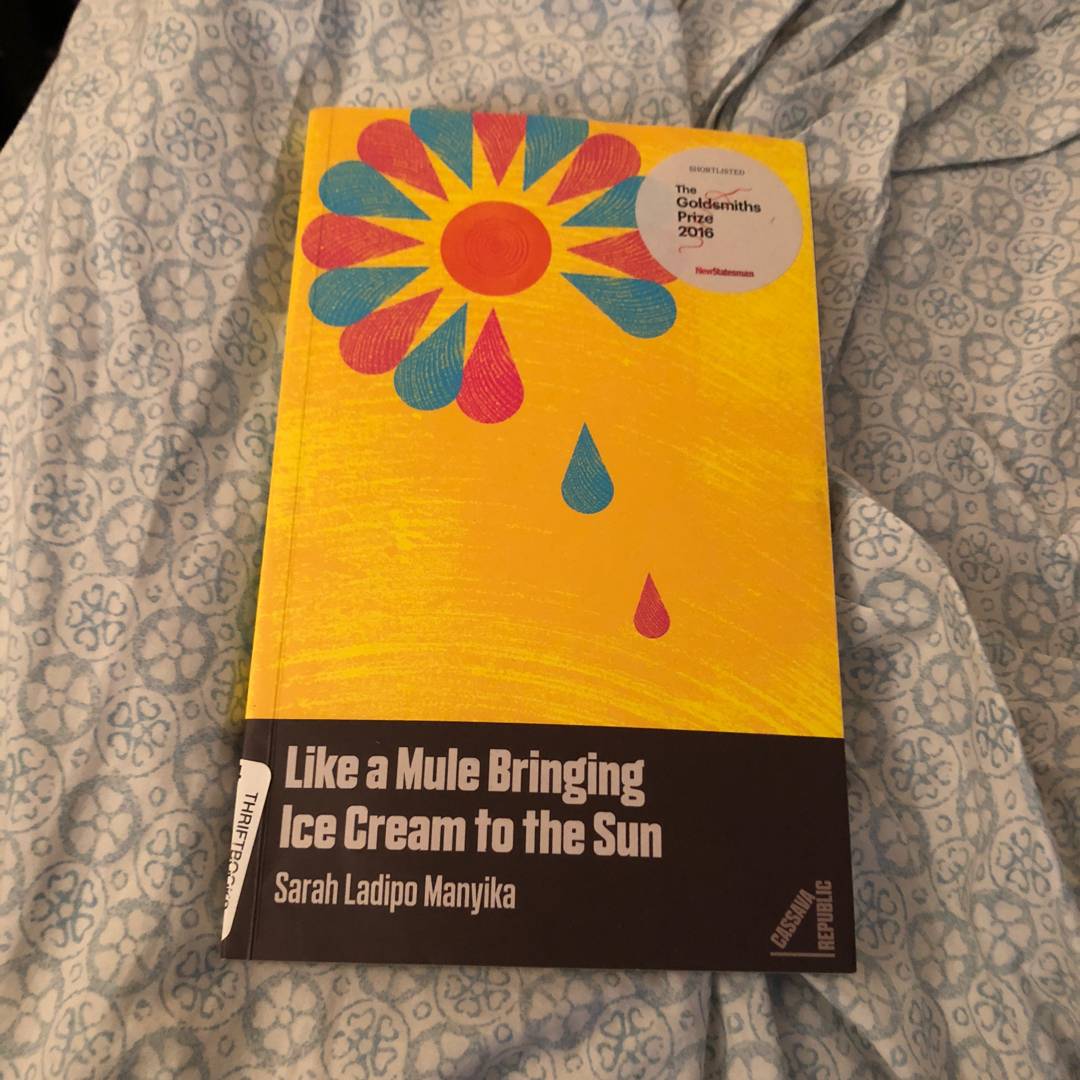 SHORTLISTED
The
Goldsmiths
Prize
2016
NewStatesman
Like a Mule Bringing
Ice Cream to the Sun
Sarah Ladipo Manyika
CASSAVA
REPUBLIC